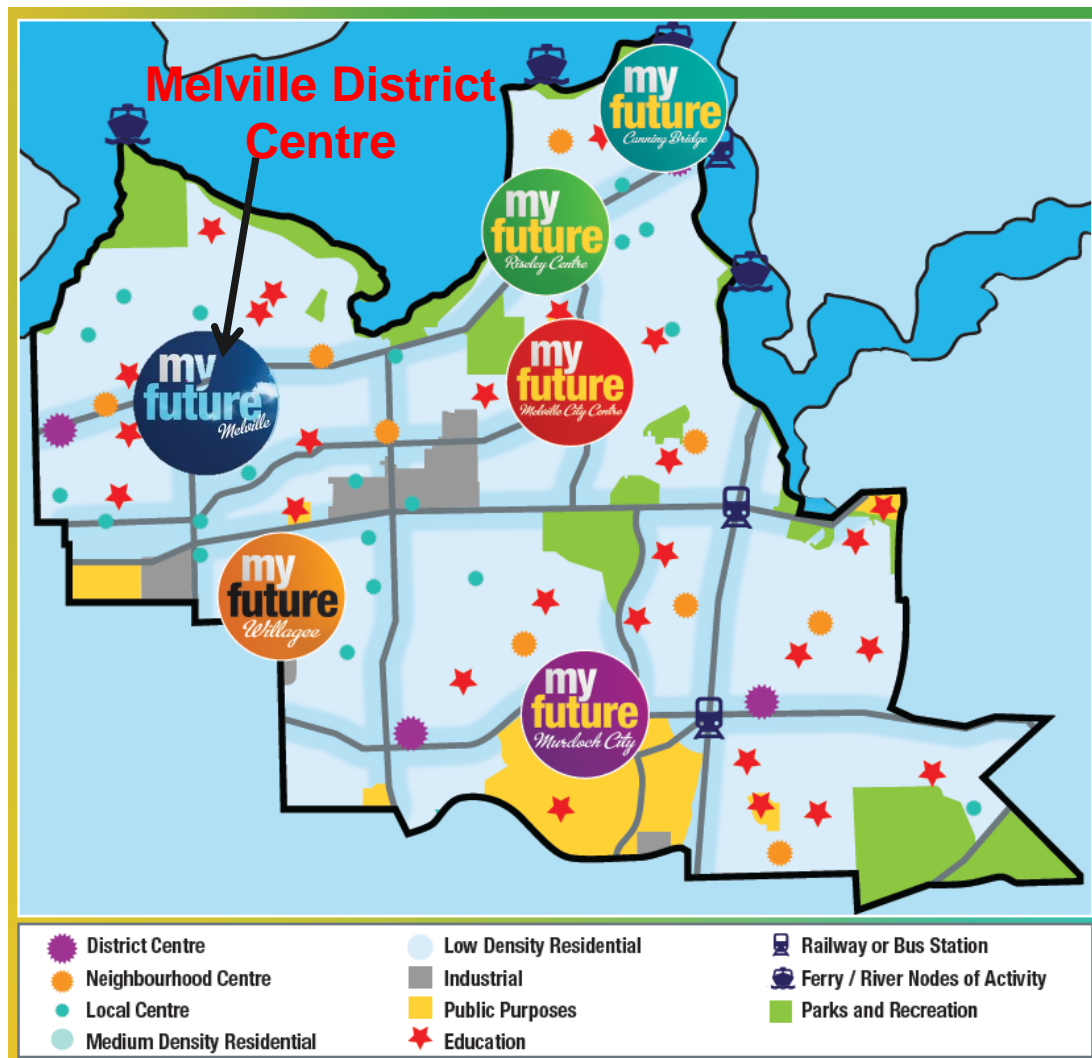 Melville District
Centre
my
future
Canning Bridge
my
future
Riseley Centre
my
future
Melville City Centre
my
future
Melville
my
future
Willagee
my
future
Murdoch City
District Centre
Neighbourhood Centre
Local Centre
Medium Density Residential
Low Density Residential
Industrial
Public Purposes
Education
Railway or Bus Station
Ferry / River Nodes of Activity
Parks and Recreation